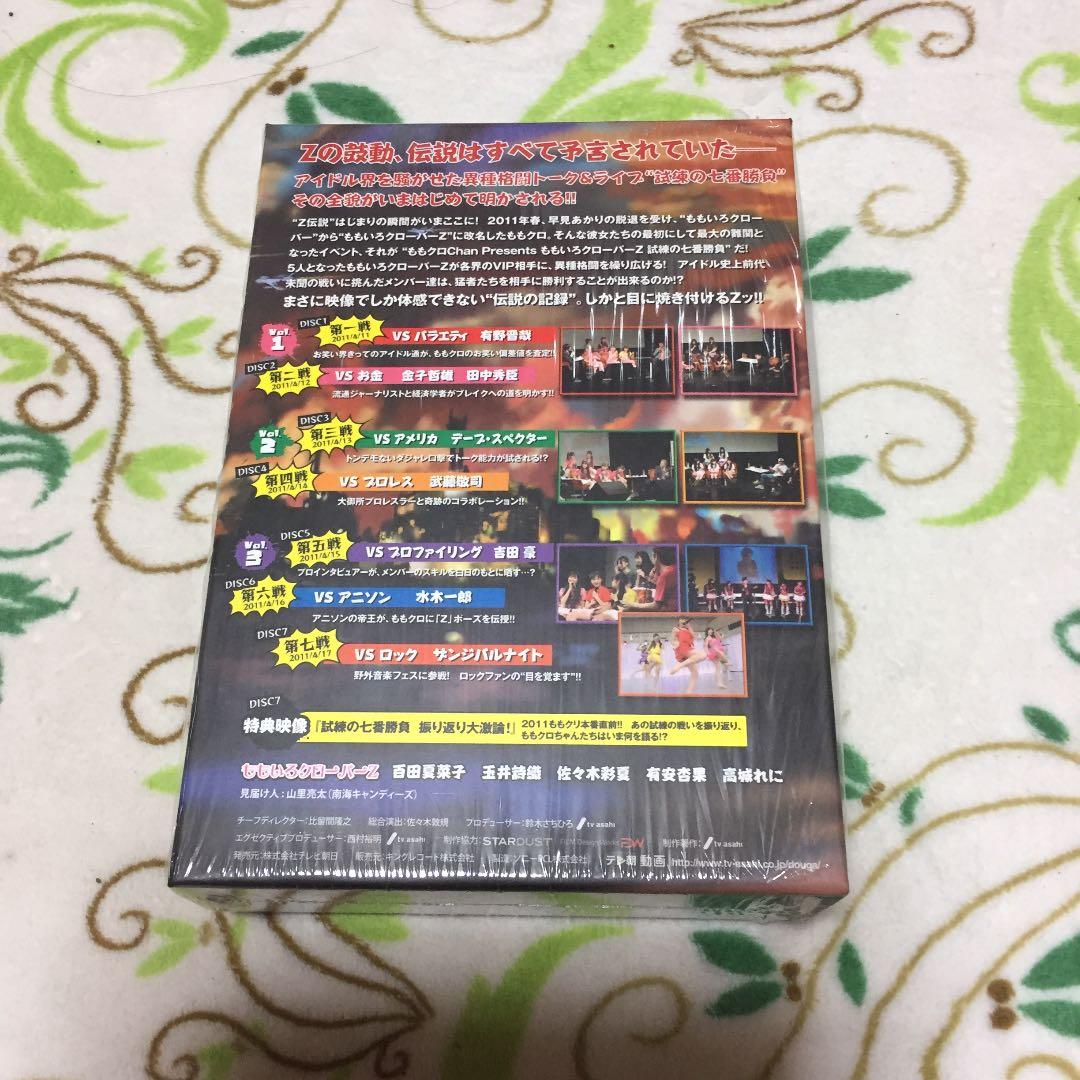 Zの鼓動、伝説はすべて予言されていた──
アイドル界を騒がせた異種格闘トーク&ライブ“試練の七番勝負”
その全貌がいまはじめて明かされる!!
“Z伝説”はじまりの瞬間がいまここに! 2011年春、早見あかりの脱退を受け、“ももいろクロー
バー”から“ももいろクローバーZ”に改名したももクロ。そんな彼女たちの最初にして最大の難関と
なったイベント、それが “ももクロChan Presents ももいろクローバーZ 試練の七番勝負” だ!
5人となったももいろクローバーZが各界のVIP相手に、異種格闘を繰り広げる! アイドル史上前代
未聞の戦いに挑んだメンバー達は、猛者たちを相手に勝利することが出来るのか!?
まさに映像でしか体感できない“伝説の記録”。しかと目に焼き付けるZッ!!
Vol.1
DISC1
第一戦
2011/4/11
VS バラエティ 有野晋哉
お笑い界きってのアイドル通が、ももクロのお笑い偏差値を査定!!
DISC2
第二戦
2011/4/12
VS お金 金子哲雄 田中秀臣
流通ジャーナリストと経済学者がブレイクへの道を明かす!!
Vol.2
DISC3
第三戦
2011/4/13
VS アメリカ デーブ・スペクター
トンデモないダジャレ口撃でトーク能力が試される!?
DISC4
第四戦
2011/4/14
VS プロレス 武藤敬司
大御所プロレスラーと奇跡のコラボレーション!!
Vol.3
DISC5
第五戦
2011/4/15
VS プロファイリング 吉田 豪
プロインタビュアーが、メンバーのスキルを白日のもとに晒す…?
DISC6
第六戦
2011/4/16
VS アニソン 水木一郎
アニソンの帝王が、ももクロに「Z」ポーズを伝授!!
DISC7
第七戦
2011/4/17
VS ロック ザンジバルナイト
野外音楽フェスに参戦! ロックファンの“目を覚ます”!!
DISC7
特典映像
『試練の七番勝負 振り返り大激論!』
2011ももクリ本番直前!! あの試練の戦いを振り返り、
ももクロちゃんたちはいま何を語る!?
ももいろクローバーZ 百田夏菜子 玉井詩織 佐々木彩夏 有安杏果 高城れに
見届け人:山里亮太(南海キャンディーズ)
チーフディレクター:比留間隆之 総合演出:佐々木敦規 プロデューサー:鈴木さちひろ tv asahi
エグゼクティブプロデューサー:西村裕明 tv asahi 制作協力:STARDUST FILM Design Works 制作著作: tv asahi
発売元:株式会社テレビ朝日 販売元:キングレコード株式会社 テレ朝動画 http://www.tv-asahi.co.jp/douga/